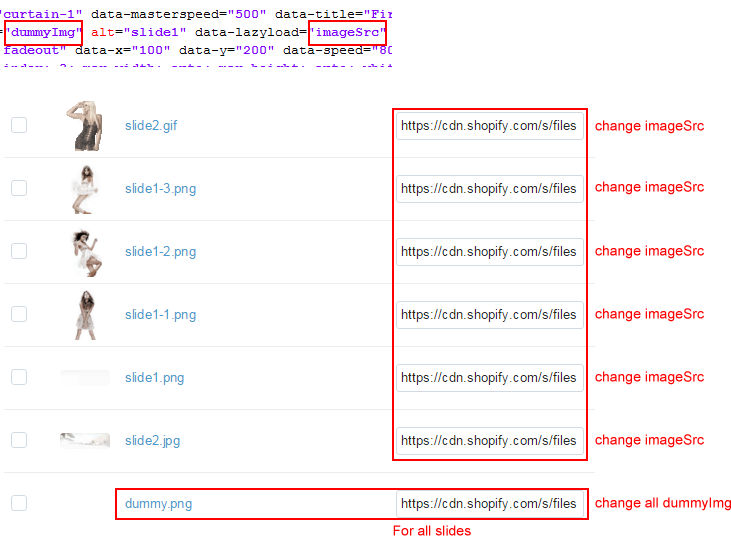 "curtain-1" data-masterspeed="500" data-title="Fir
="dummyImg" alt="slide1" data-lazyload="imageSrc"
fadeout" data-x="100" data-y="200" data-speed="80
slide2.gif https://cdn.shopify.com/s/files change imageSrc
slide1-3.png https://cdn.shopify.com/s/files change imageSrc
slide1-2.png https://cdn.shopify.com/s/files change imageSrc
slide1-1.png https://cdn.shopify.com/s/files change imageSrc
slide1.png https://cdn.shopify.com/s/files change imageSrc
slide2.jpg https://cdn.shopify.com/s/files change imageSrc
dummy.png https://cdn.shopify.com/s/files change all dummyImg
For all slides